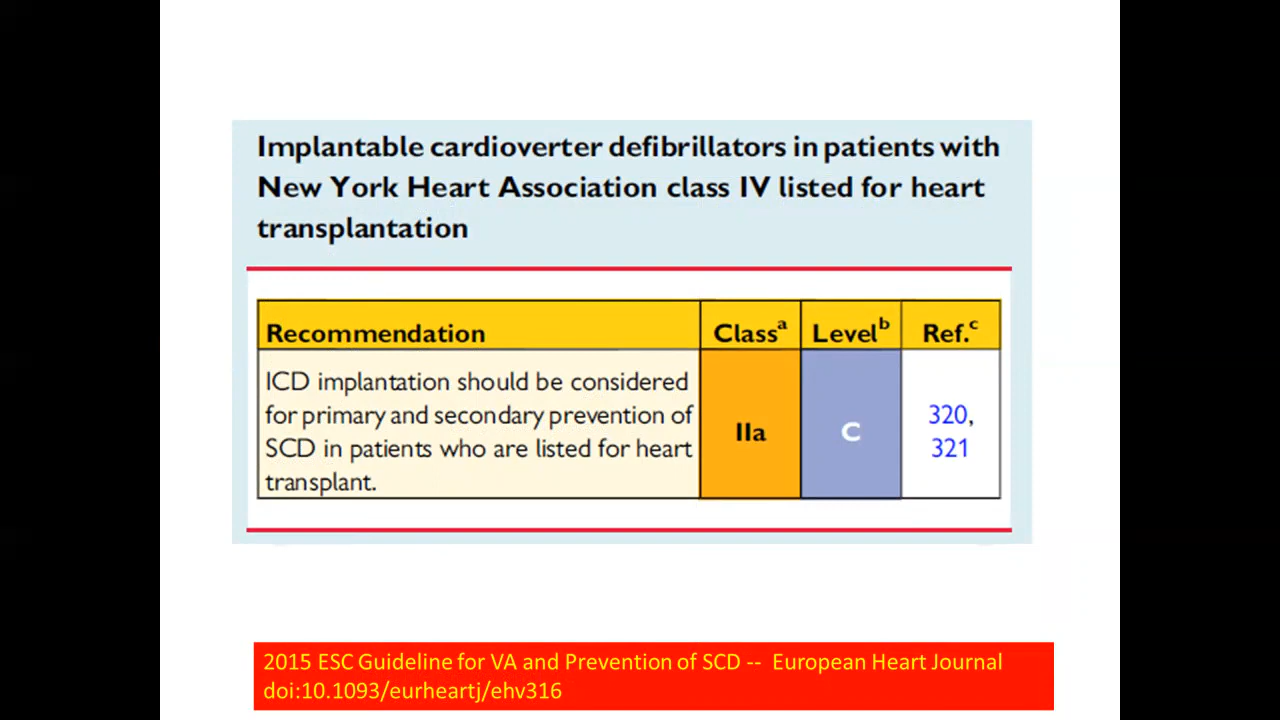 Implantable cardioverter defibrillators in patients with
New York Heart Association class IV listed for heart
transplantation
Recommendation Classᵃ Levelᵇ Ref.ᶜ
ICD implantation should be considered
for primary and secondary prevention of
SCD in patients who are listed for heart
transplant.
IIa
C
320,
321
2015 ESC Guideline for VA and Prevention of SCD -- European Heart Journal
doi:10.1093/eurheartj/ehv316